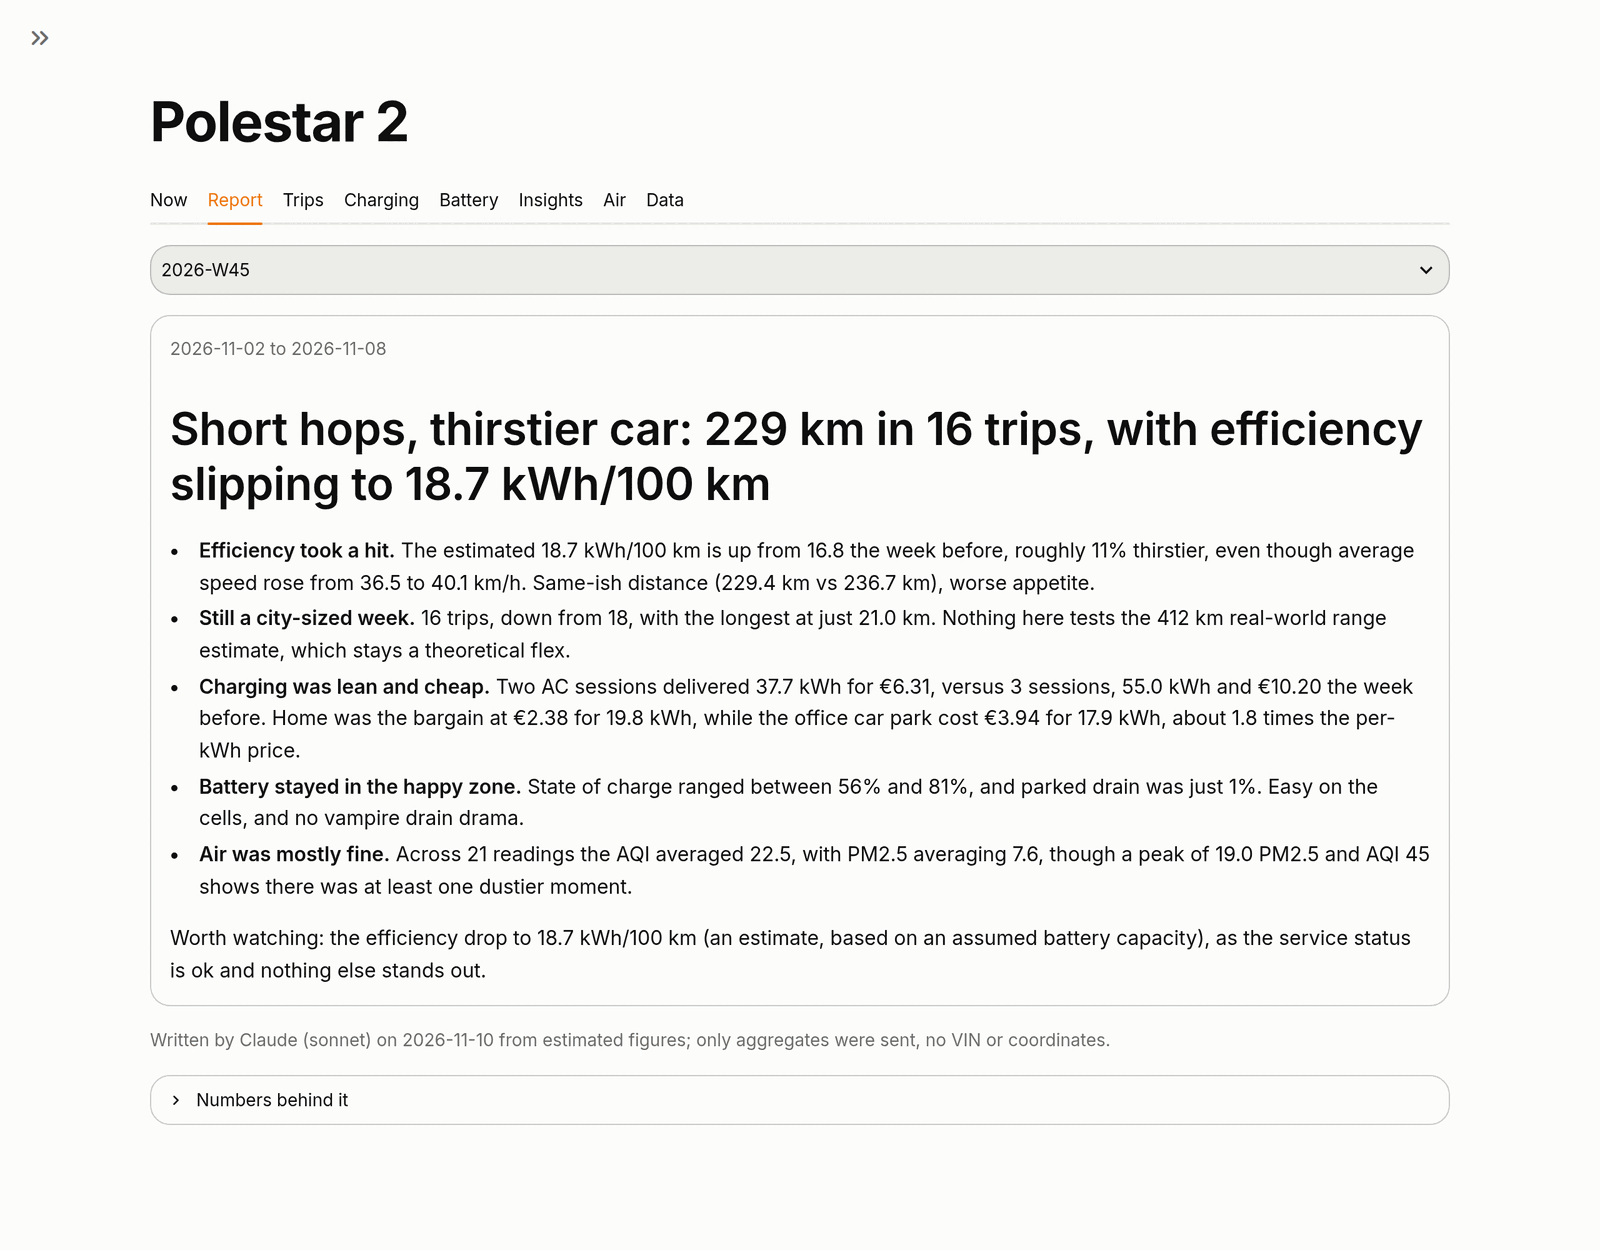 Polestar 2
Now Report Trips Charging Battery Insights Air Data
2026-W45
2026-11-02 to 2026-11-08
Short hops, thirstier car: 229 km in 16 trips, with efficiency
slipping to 18.7 kWh/100 km
• Efficiency took a hit. The estimated 18.7 kWh/100 km is up from 16.8 the week before, roughly 11% thirstier, even though average
speed rose from 36.5 to 40.1 km/h. Same-ish distance (229.4 km vs 236.7 km), worse appetite.
• Still a city-sized week. 16 trips, down from 18, with the longest at just 21.0 km. Nothing here tests the 412 km real-world range
estimate, which stays a theoretical flex.
• Charging was lean and cheap. Two AC sessions delivered 37.7 kWh for €6.31, versus 3 sessions, 55.0 kWh and €10.20 the week
before. Home was the bargain at €2.38 for 19.8 kWh, while the office car park cost €3.94 for 17.9 kWh, about 1.8 times the per-
kWh price.
• Battery stayed in the happy zone. State of charge ranged between 56% and 81%, and parked drain was just 1%. Easy on the
cells, and no vampire drain drama.
• Air was mostly fine. Across 21 readings the AQI averaged 22.5, with PM2.5 averaging 7.6, though a peak of 19.0 PM2.5 and AQI 45
shows there was at least one dustier moment.
Worth watching: the efficiency drop to 18.7 kWh/100 km (an estimate, based on an assumed battery capacity), as the service status
is ok and nothing else stands out.
Written by Claude (sonnet) on 2026-11-10 from estimated figures; only aggregates were sent, no VIN or coordinates.
Numbers behind it